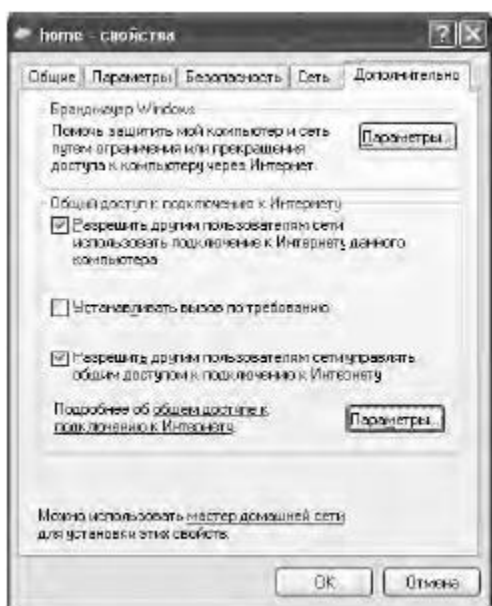 home - свойства
Общие Параметры Безопасность Сеть Дополнительно
Брандмауэр Windows
Помочь защитить мой компьютер и сеть
путем ограничения или прекращения
доступа к компьютеру через Интернет
Параметры...
Общий доступ к подключению к Интернету
Разрешить другим пользователям сети
использовать подключение к Интернету данного
компьютера
Устанавливать вызов по требованию
Разрешить другим пользователям сети управлять
общим доступом к подключению к Интернету
Подробнее об общем доступе к
подключению к Интернету.
Параметры...
Можно использовать мастер домашней сети
для установки этих свойств.
ОК Отмена